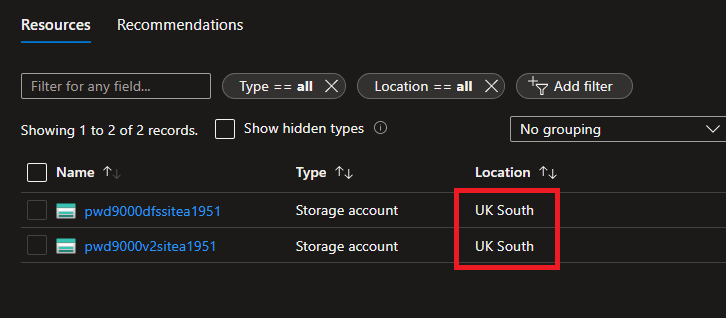 Resources Recommendations
Filter for any field... Type == all Location == all Add filter
Showing 1 to 2 of 2 records. Show hidden types No grouping
Name Type Location
pwd9000dfssitea1951 Storage account UK South
pwd9000v2sitea1951 Storage account UK South